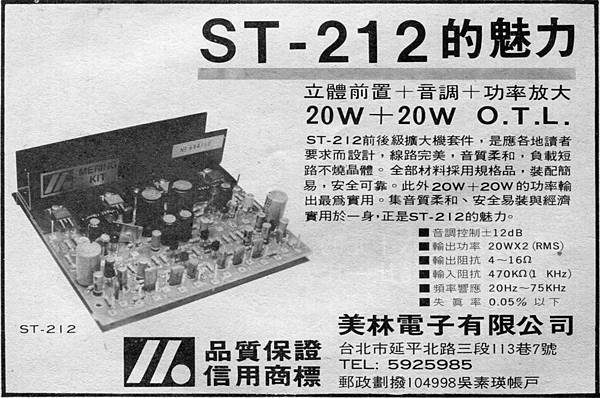 ST-212的魅力
立體前置＋音調＋功率放大
20W＋20W O.T.L.
ST-212前後級擴大機套件，是應各地讀者
要求而設計，線路完美，音質柔和，負載短
路不燒晶體。全部材料採用規格品，裝配簡
易，安全可靠。此外20W＋20W的功率輸
出最爲實用。集音質柔和、安全易裝與經濟
實用於一身，正是ST-212的魅力。
■音調控制±12dB
■輸出功率 20WX2(RMS)
■輸出阻抗 4～16Ω
■輸入阻抗 470KΩ(1 KHz)
■頻率響應 20Hz～75KHz
■失眞率 0.05%以下
MEILING
KIT
ST-212
品質保證
信用商標
美林電子有限公司
台北市延平北路三段113巷7號
TEL: 5925985
郵政劃撥104998吳素瑛帳戶